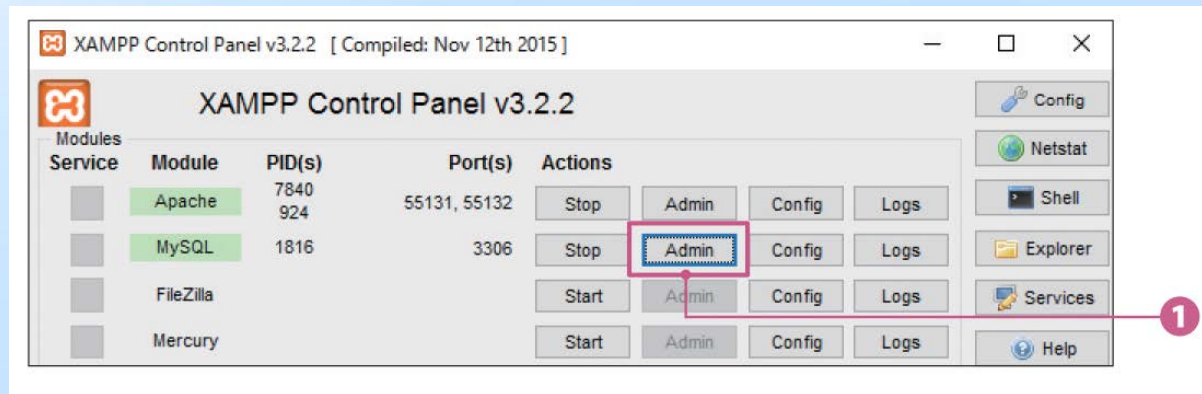 XAMPP Control Panel v3.2.2 [ Compiled: Nov 12th 2015 ]
XAMPP Control Panel v3.2.2
Config
Modules
Netstat
Service Module PID(s) Port(s) Actions
Apache 7840 924 55131, 55132 Stop Admin Config Logs
Shell
MySQL 1816 3306 Stop Admin Config Logs
Explorer
FileZilla Start Admin Config Logs
Services
1
Mercury Start Admin Config Logs
Help